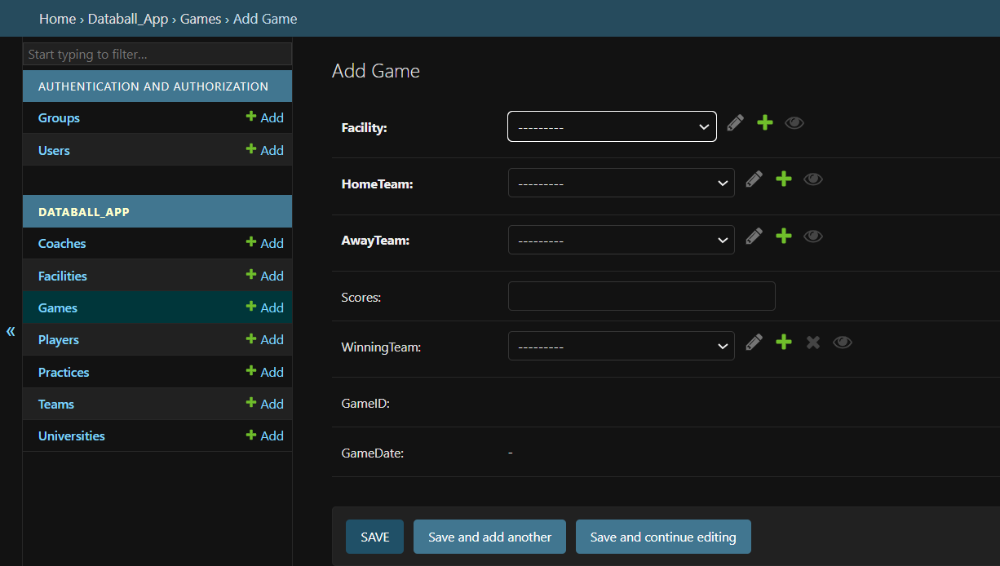 Home › Databall_App › Games › Add Game
Start typing to filter...
AUTHENTICATION AND AUTHORIZATION
Groups + Add
Users + Add
DATABALL_APP
Coaches + Add
Facilities + Add
« Games + Add
Players + Add
Practices + Add
Teams + Add
Universities + Add
Add Game
Facility: ---------
HomeTeam: ---------
AwayTeam: ---------
Scores:
WinningTeam: ---------
GameID:
GameDate: -
SAVE Save and add another Save and continue editing